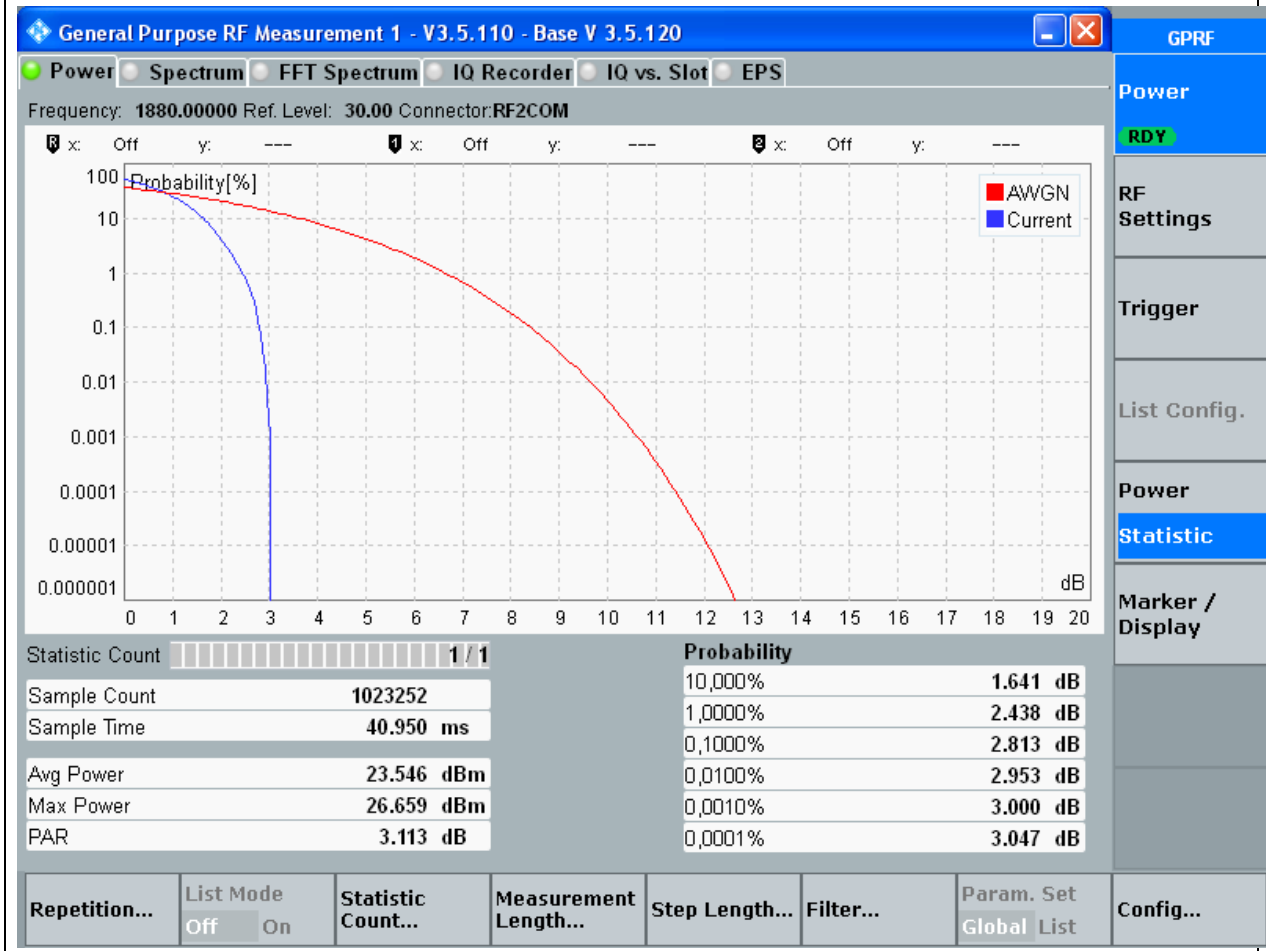 General Purpose RF Measurement 1 - V3.5.110 - Base V 3.5.120
GPRF
Power Spectrum FFT Spectrum IQ Recorder IQ vs. Slot EPS
Frequency: 1880.00000 Ref. Level: 30.00 Connector:RF2COM
R x: Off y: --- 1 x: Off y: --- 2 x: Off y: ---
Probability[%]
AWGN
Current
100
10
1
0.1
0.01
0.001
0.0001
0.00001
0.000001
dB
0 1 2 3 4 5 6 7 8 9 10 11 12 13 14 15 16 17 18 19 20
Statistic Count 1 / 1
Sample Count 1023252
Sample Time 40.950 ms
Avg Power 23.546 dBm
Max Power 26.659 dBm
PAR 3.113 dB
Probability
10,000% 1.641 dB
1,0000% 2.438 dB
0,1000% 2.813 dB
0,0100% 2.953 dB
0,0010% 3.000 dB
0,0001% 3.047 dB
Power
RDY
RF
Settings
Trigger
List Config.
Power
Statistic
Marker /
Display
Repetition...
List Mode
Off On
Statistic
Count...
Measurement
Length...
Step Length...
Filter...
Param. Set
Global List
Config...